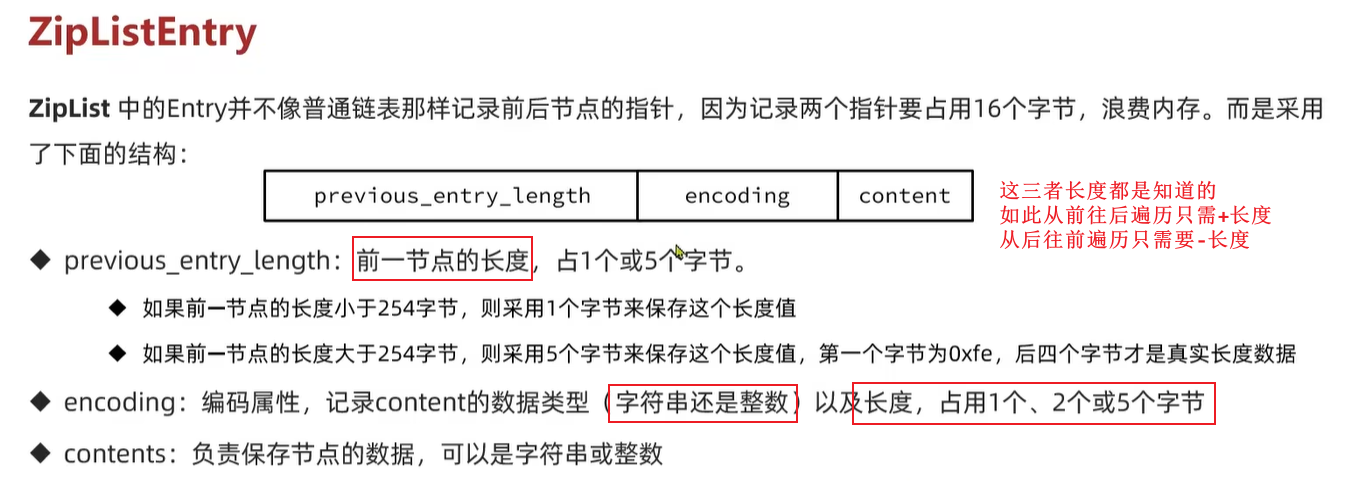 ZipListEntry
ZipList 中的Entry并不像普通链表那样记录前后节点的指针，因为记录两个指针要占用16个字节，浪费内存。而是采用
了下面的结构：
previous_entry_length encoding content
这三者长度都是知道的
如此从前往后遍历只需+长度
从后往前遍历只需要-长度
◆ previous_entry_length：前一节点的长度，占1个或5个字节。
◆ 如果前一节点的长度小于254字节，则采用1个字节来保存这个长度值
◆ 如果前一节点的长度大于254字节，则采用5个字节来保存这个长度值，第一个字节为0xfe，后四个字节才是真实长度数据
◆ encoding：编码属性，记录content的数据类型（字符串还是整数）以及长度，占用1个、2个或5个字节
◆ contents：负责保存节点的数据，可以是字符串或整数